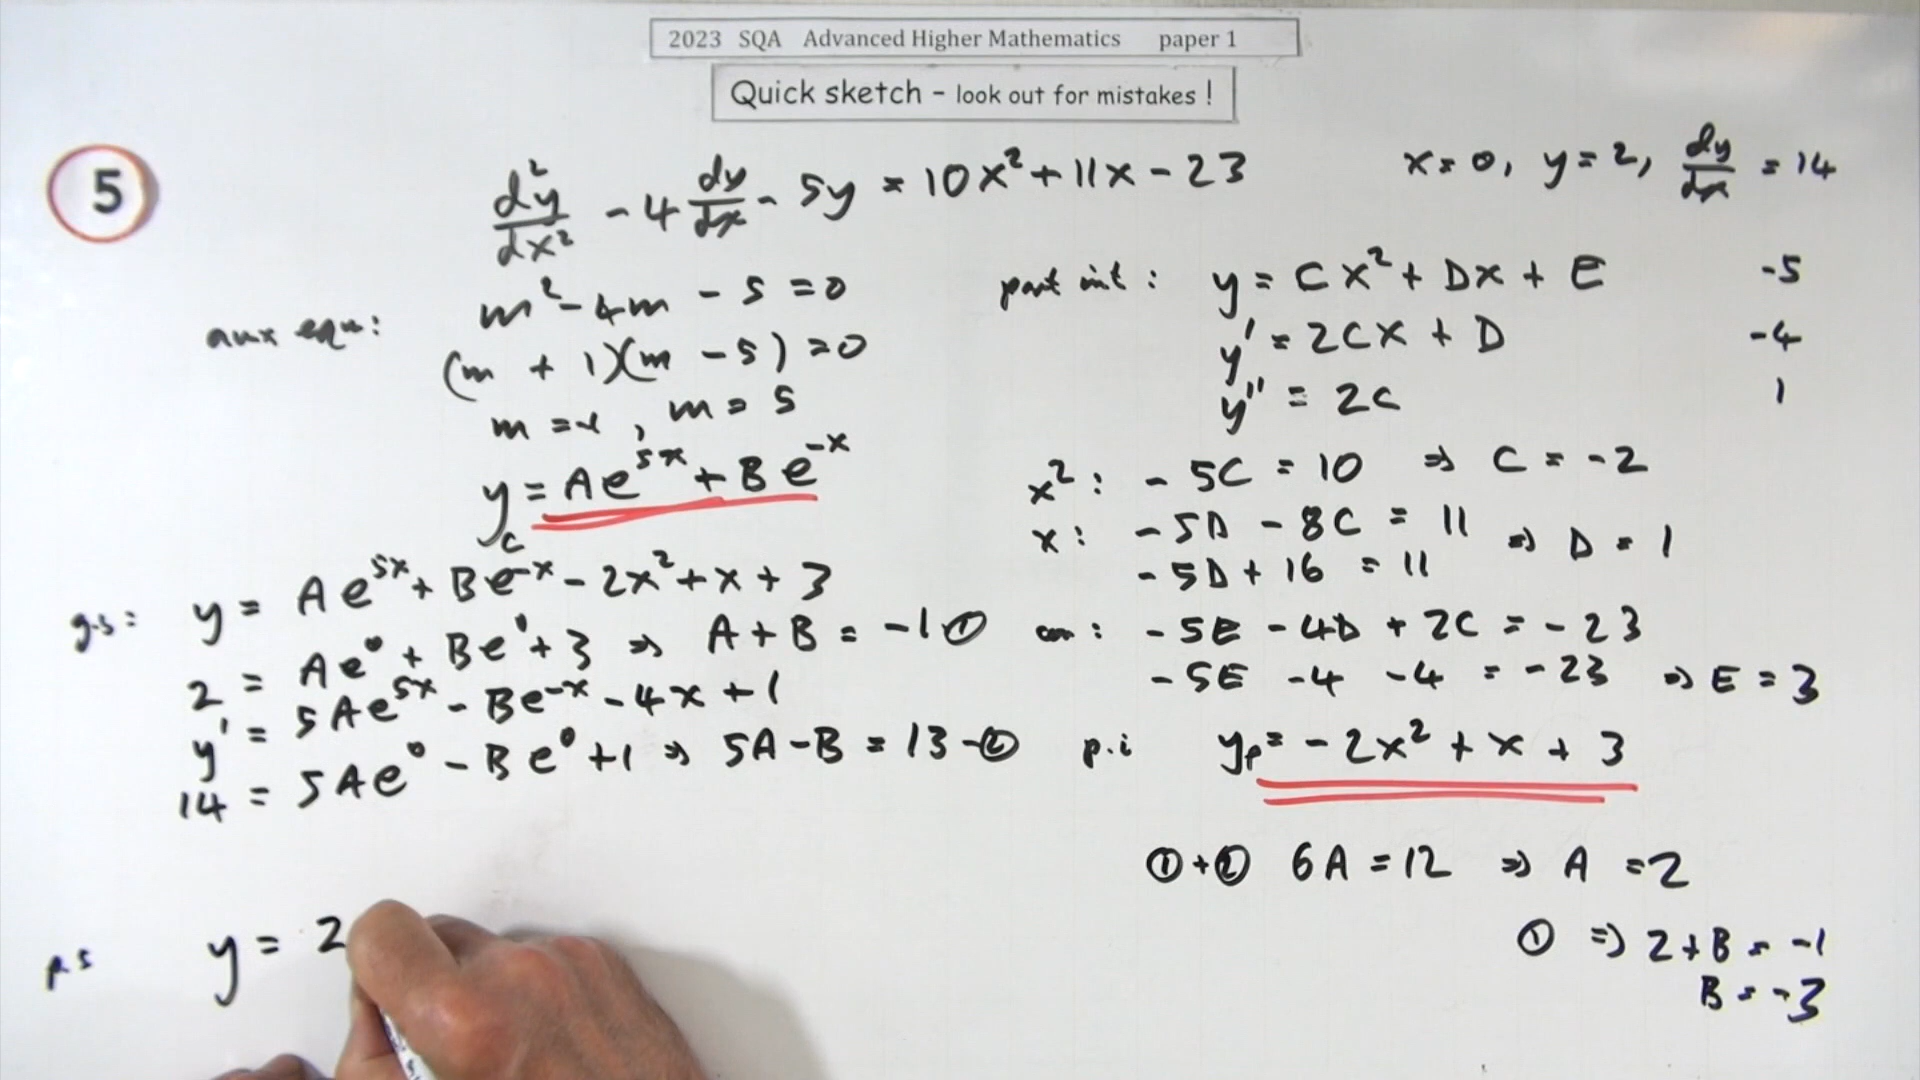 2023 SQA Advanced Higher Mathematics paper 1
Quick sketch - look out for mistakes !
5
d²y/dx² - 4 dy/dx - 5y = 10x² + 11x - 23
x = 0, y = 2, dy/dx = 14
aux equ:
m² - 4m - 5 = 0
(m + 1)(m - 5) = 0
m = -1, m = 5
y_c = Ae^5x + Be^-x
part int : y = Cx² + Dx + E -5
y' = 2Cx + D -4
y'' = 2C 1
x² : - 5C = 10 ⇒ C = -2
x : - 5D - 8C = 11 ⇒ D = 1
- 5D + 16 = 11
con : - 5E - 4D + 2C = - 23
- 5E - 4 - 4 = - 23 ⇒ E = 3
p.i y_p = - 2x² + x + 3
g.s : y = Ae^5x + Be^-x - 2x² + x + 3
2 = Ae⁰ + Be⁰ + 3 ⇒ A + B = -1 ①
y' = 5Ae^5x - Be^-x - 4x + 1
14 = 5Ae⁰ - Be⁰ + 1 ⇒ 5A - B = 13 - ②
① + ② 6A = 12 ⇒ A = 2
① ⇒ 2 + B = -1
B = -3
p.s y = 2